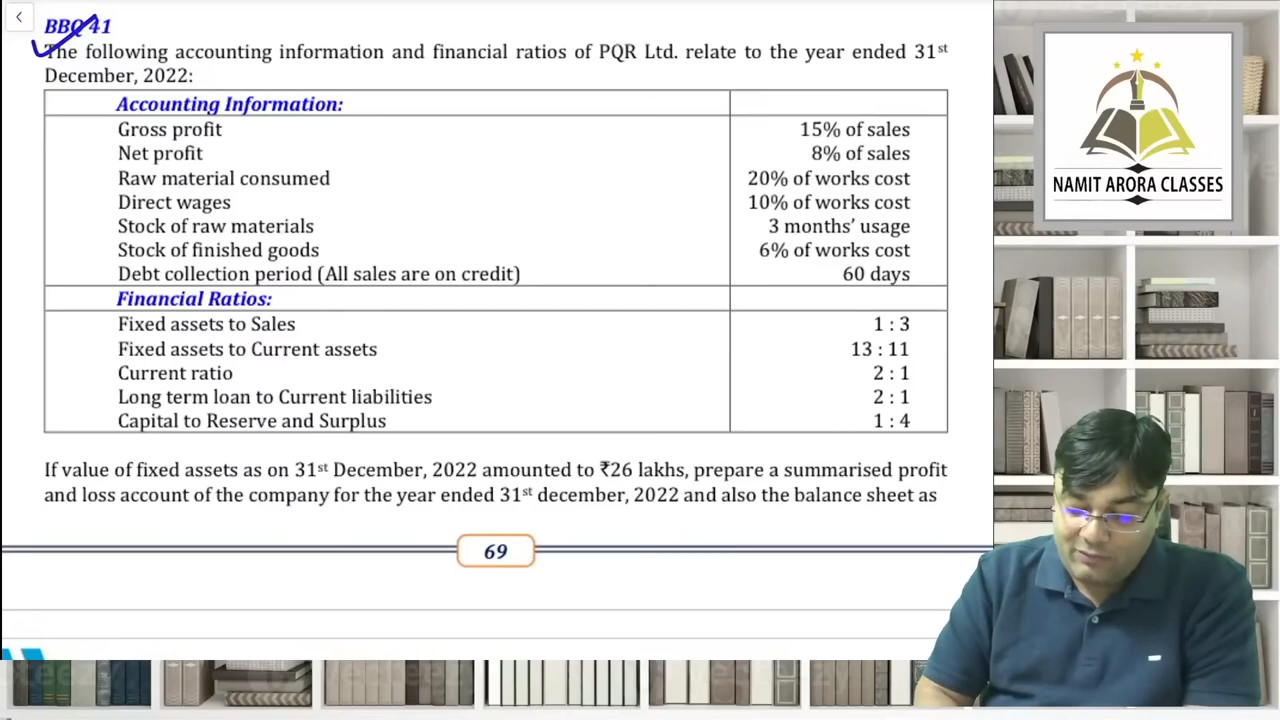 BBQ 41
The following accounting information and financial ratios of PQR Ltd. relate to the year ended 31st
December, 2022:
Accounting Information:
Gross profit 15% of sales
Net profit 8% of sales
Raw material consumed 20% of works cost
Direct wages 10% of works cost
Stock of raw materials 3 months’ usage
Stock of finished goods 6% of works cost
Debt collection period (All sales are on credit) 60 days
Financial Ratios:
Fixed assets to Sales 1 : 3
Fixed assets to Current assets 13 : 11
Current ratio 2 : 1
Long term loan to Current liabilities 2 : 1
Capital to Reserve and Surplus 1 : 4
If value of fixed assets as on 31st December, 2022 amounted to ₹26 lakhs, prepare a summarised profit
and loss account of the company for the year ended 31st december, 2022 and also the balance sheet as
69
NAMIT ARORA CLASSES